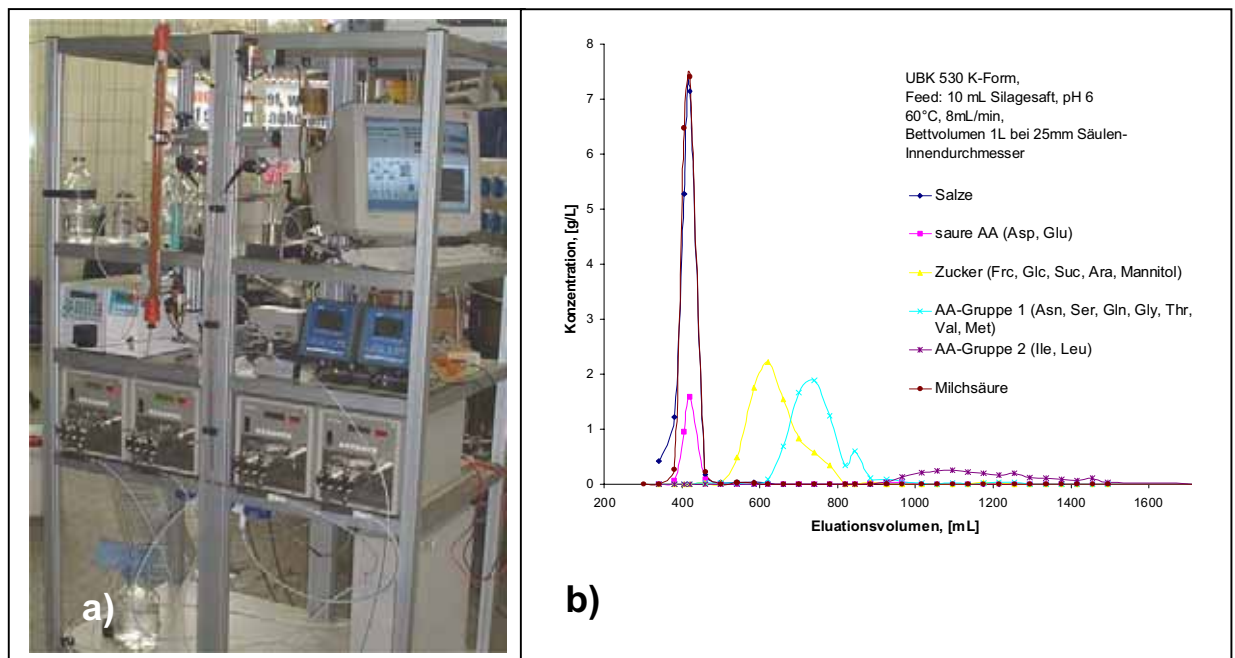 a)
8
7
6
5
4
3
2
1
0
Konzentration, [g/L]
200
400
600
800
1000
1200
1400
1600
Eluationsvolumen, [mL]
UBK 530 K-Form,
Feed: 10 mL Silagesaft, pH 6
60°C, 8mL/min,
Bettvolumen 1L bei 25mm Säulen-
Innendurchmesser
Salze
saure AA (Asp, Glu)
Zucker (Frc, Glc, Suc, Ara, Mannitol)
AA-Gruppe 1 (Asn, Ser, Gln, Gly, Thr,
Val, Met)
AA-Gruppe 2 (Ile, Leu)
Milchsäure
b)